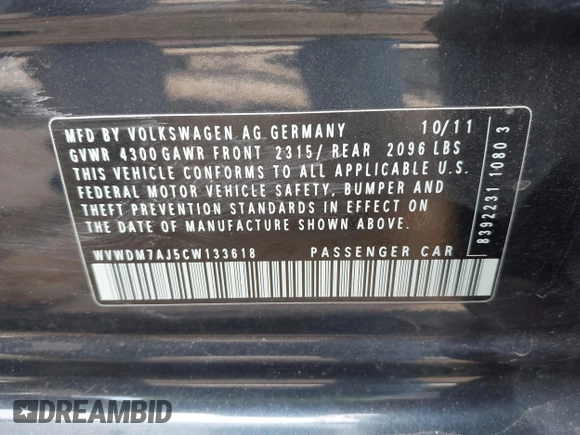 MFD BY VOLKSWAGEN AG.GERMANY 10/11
GVWR 4300 GAWR FRONT 2315/ REAR 2096 LBS
THIS VEHICLE CONFORMS TO ALL APPLICABLE U.S.
FEDERAL MOTOR VEHICLE SAFETY, BUMPER AND
THEFT PREVENTION STANDARDS IN EFFECT ON
THE DATE OF MANUFACTURE SHOWN ABOVE.
WVWDM7AJ5CW133618 PASSENGER CAR
8392231 1080 3
DREAMBID